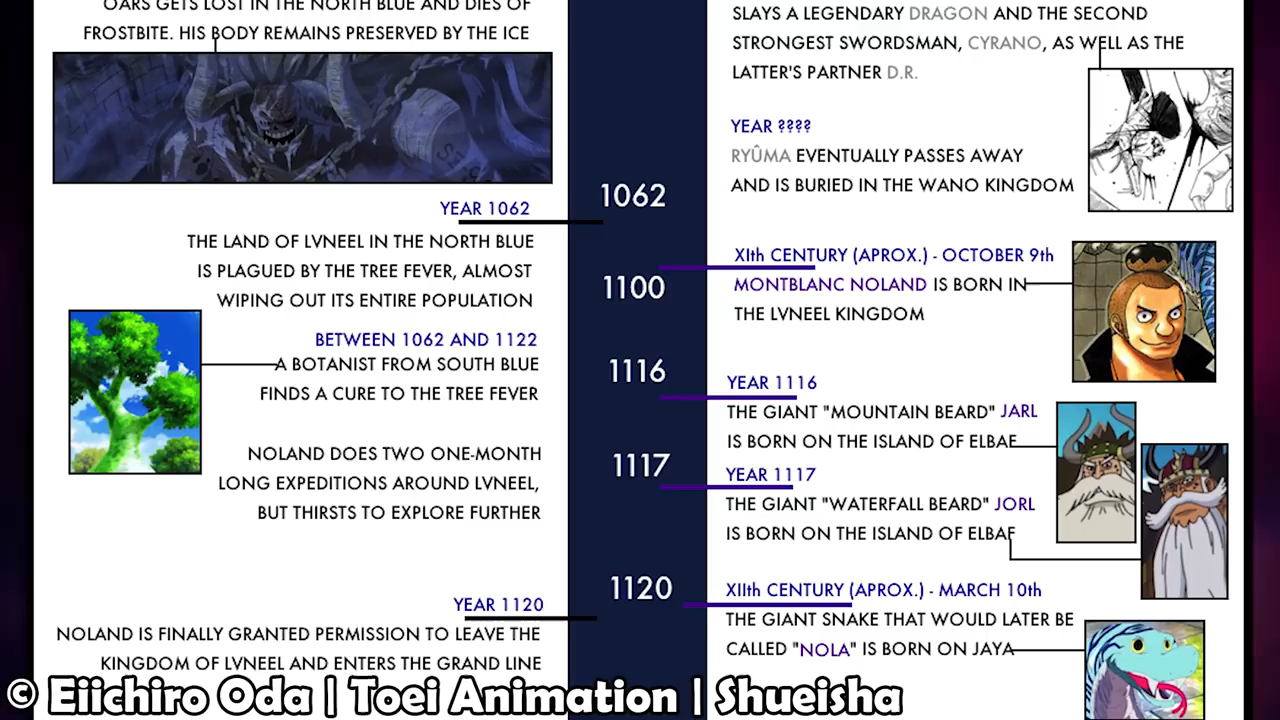 OARS GETS LOST IN THE NORTH BLUE AND DIES OF
FROSTBITE. HIS BODY REMAINS PRESERVED BY THE ICE
YEAR 1062
THE LAND OF LVNEEL IN THE NORTH BLUE
IS PLAGUED BY THE TREE FEVER, ALMOST
WIPING OUT ITS ENTIRE POPULATION
BETWEEN 1062 AND 1122
A BOTANIST FROM SOUTH BLUE
FINDS A CURE TO THE TREE FEVER
NOLAND DOES TWO ONE-MONTH
LONG EXPEDITIONS AROUND LVNEEL,
BUT THIRSTS TO EXPLORE FURTHER
YEAR 1120
NOLAND IS FINALLY GRANTED PERMISSION TO LEAVE THE
KINGDOM OF LVNEEL AND ENTERS THE GRAND LINE
1062
1100
1116
1117
1120
SLAYS A LEGENDARY DRAGON AND THE SECOND
STRONGEST SWORDSMAN, CYRANO, AS WELL AS THE
LATTER'S PARTNER D.R.
YEAR ????
RYÛMA EVENTUALLY PASSES AWAY
AND IS BURIED IN THE WANO KINGDOM
XIth CENTURY (APROX.) - OCTOBER 9th
MONTBLANC NOLAND IS BORN IN
THE LVNEEL KINGDOM
YEAR 1116
THE GIANT "MOUNTAIN BEARD" JARL
IS BORN ON THE ISLAND OF ELBAF
YEAR 1117
THE GIANT "WATERFALL BEARD" JORL
IS BORN ON THE ISLAND OF ELBAF
XIIth CENTURY (APROX.) - MARCH 10th
THE GIANT SNAKE THAT WOULD LATER BE
CALLED "NOLA" IS BORN ON JAYA
© Eiichiro Oda | Toei Animation | Shueisha